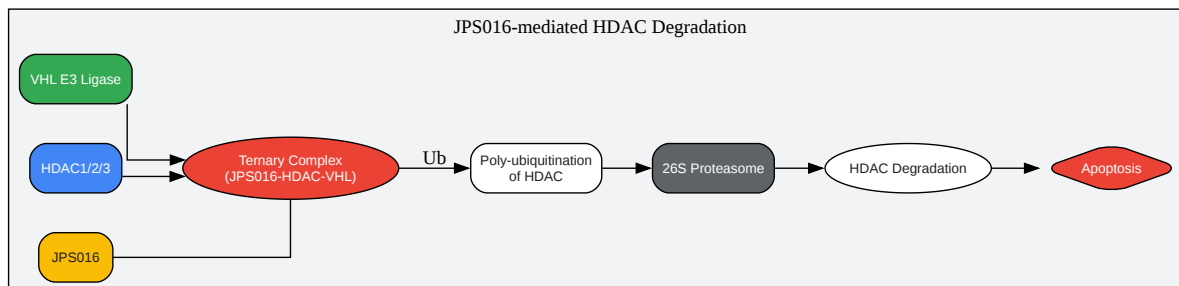 JPS016-mediated HDAC Degradation
VHL E3 Ligase
HDAC1/2/3
JPS016
Ternary Complex
(JPS016-HDAC-VHL)
Ub
Poly-ubiquitination
of HDAC
26S Proteasome
HDAC Degradation
Apoptosis